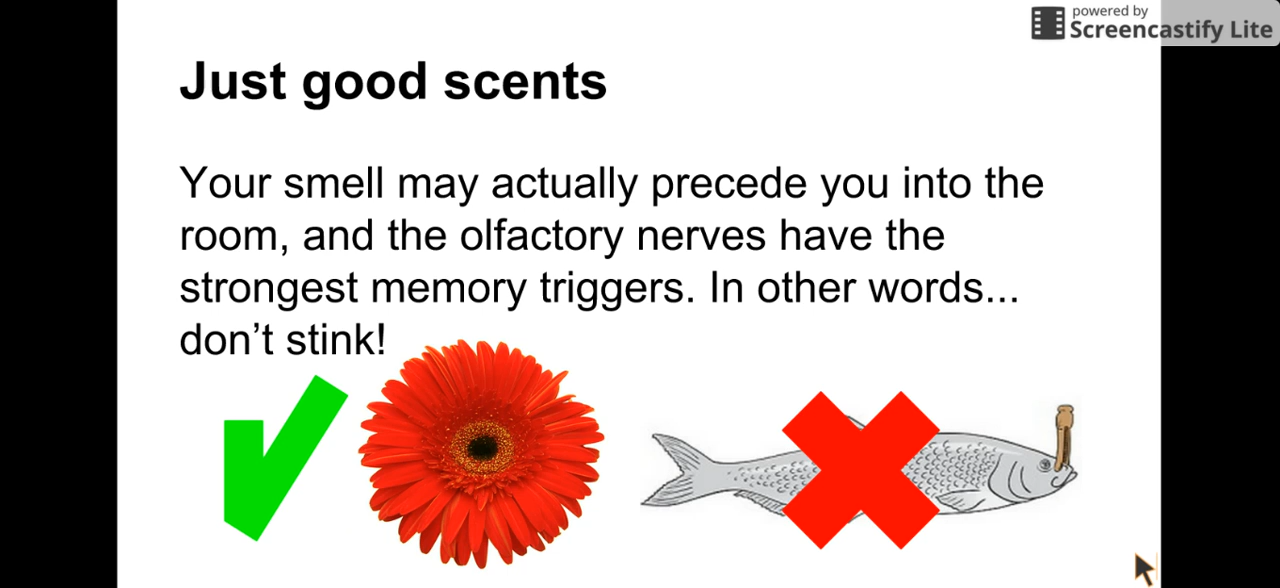 powered by
Screencastify Lite
Just good scents
Your smell may actually precede you into the
room, and the olfactory nerves have the
strongest memory triggers. In other words...
don’t stink!